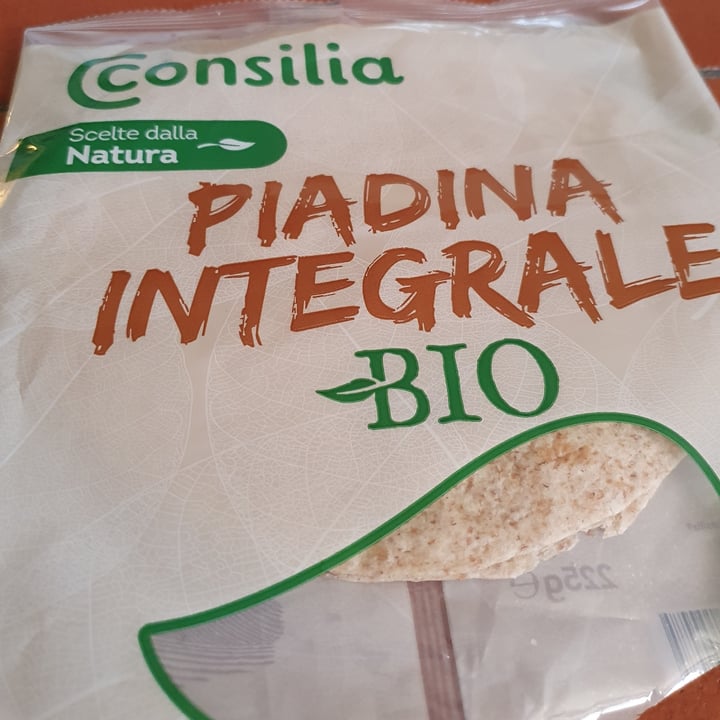 Consilia
Scelte dalla
Natura
PIADINA
INTEGRALE
BIO
225g e